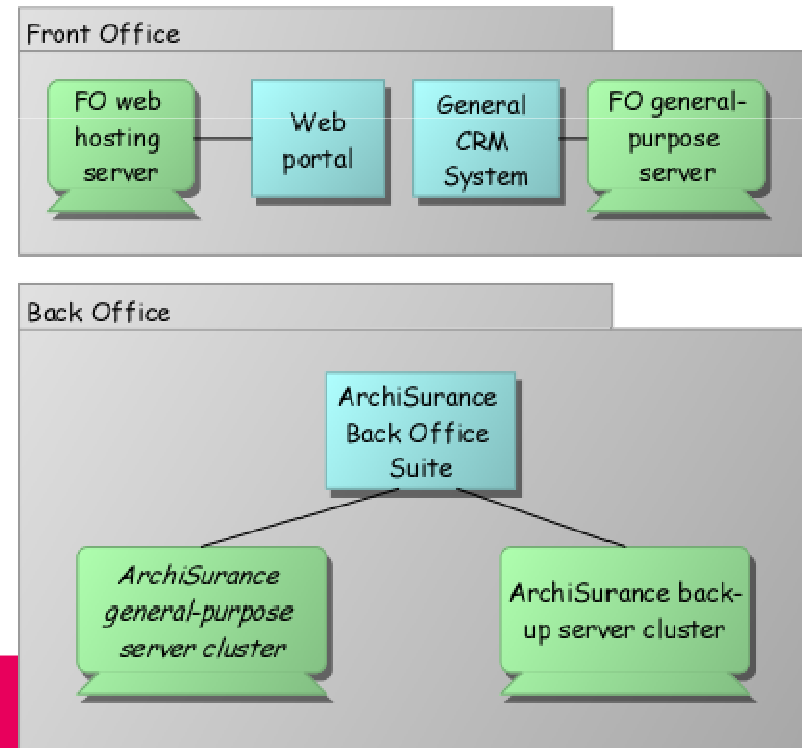 Front Office
FO web
hosting
server
Web
portal
General
CRM
System
FO general-
purpose
server
Back Office
ArchiSurance
Back Office
Suite
ArchiSurance
general-purpose
server cluster
ArchiSurance back-
up server cluster